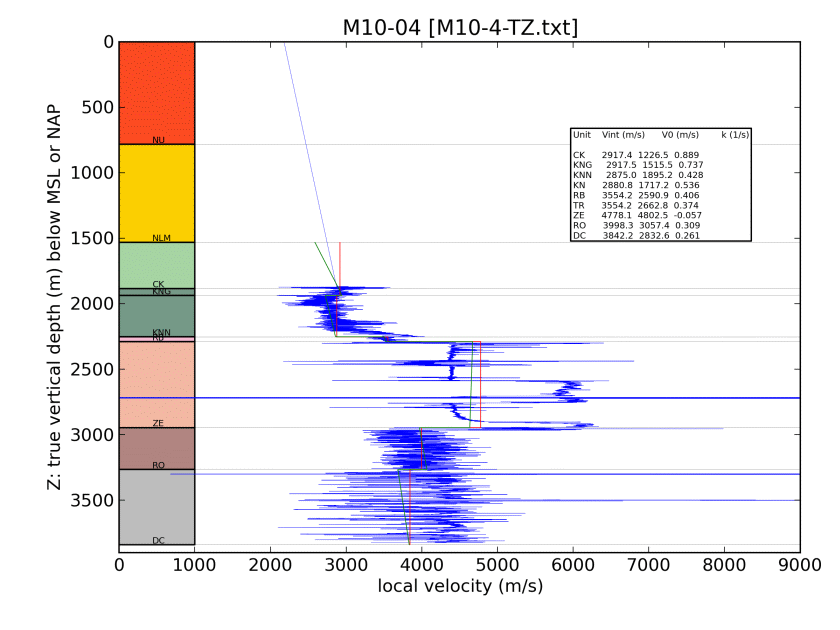 M10-04 [M10-4-TZ.txt]
0
500
1000
1500
2000
2500
3000
3500
Z: true vertical depth (m) below MSL or NAP
NU
NLM
CK
KNG
KNN
RB
ZE
RO
DC
Unit Vint (m/s) V0 (m/s) k (1/s)
CK 2917.4 1226.5 0.889
KNG 2917.5 1515.5 0.737
KNN 2875.0 1895.2 0.428
KN 2880.8 1717.2 0.536
RB 3554.2 2590.9 0.406
TR 3554.2 2662.8 0.374
ZE 4778.1 4802.5 -0.057
RO 3998.3 3057.4 0.309
DC 3842.2 2832.6 0.261
0 1000 2000 3000 4000 5000 6000 7000 8000 9000
local velocity (m/s)